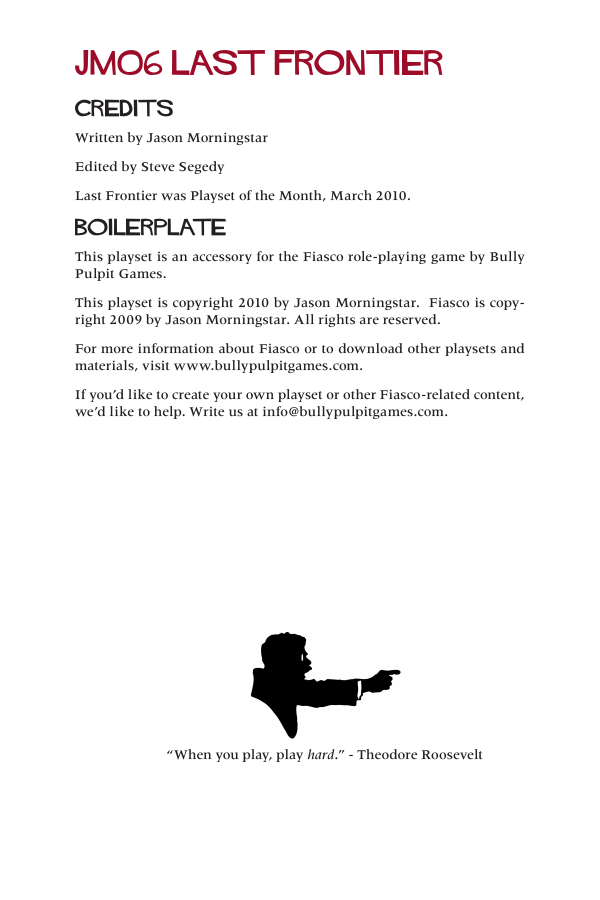 JM06 LAST FRONTIER
CREDITS
Written by Jason Morningstar
Edited by Steve Segedy
Last Frontier was Playset of the Month, March 2010.
BOILERPLATE
This playset is an accessory for the Fiasco role-playing game by Bully
Pulpit Games.
This playset is copyright 2010 by Jason Morningstar.  Fiasco is copy-
right 2009 by Jason Morningstar. All rights are reserved.
For more information about Fiasco or to download other playsets and
materials, visit www.bullypulpitgames.com.
If you’d like to create your own playset or other Fiasco-related content,
we’d like to help. Write us at info@bullypulpitgames.com.
“When you play, play hard.” - Theodore Roosevelt